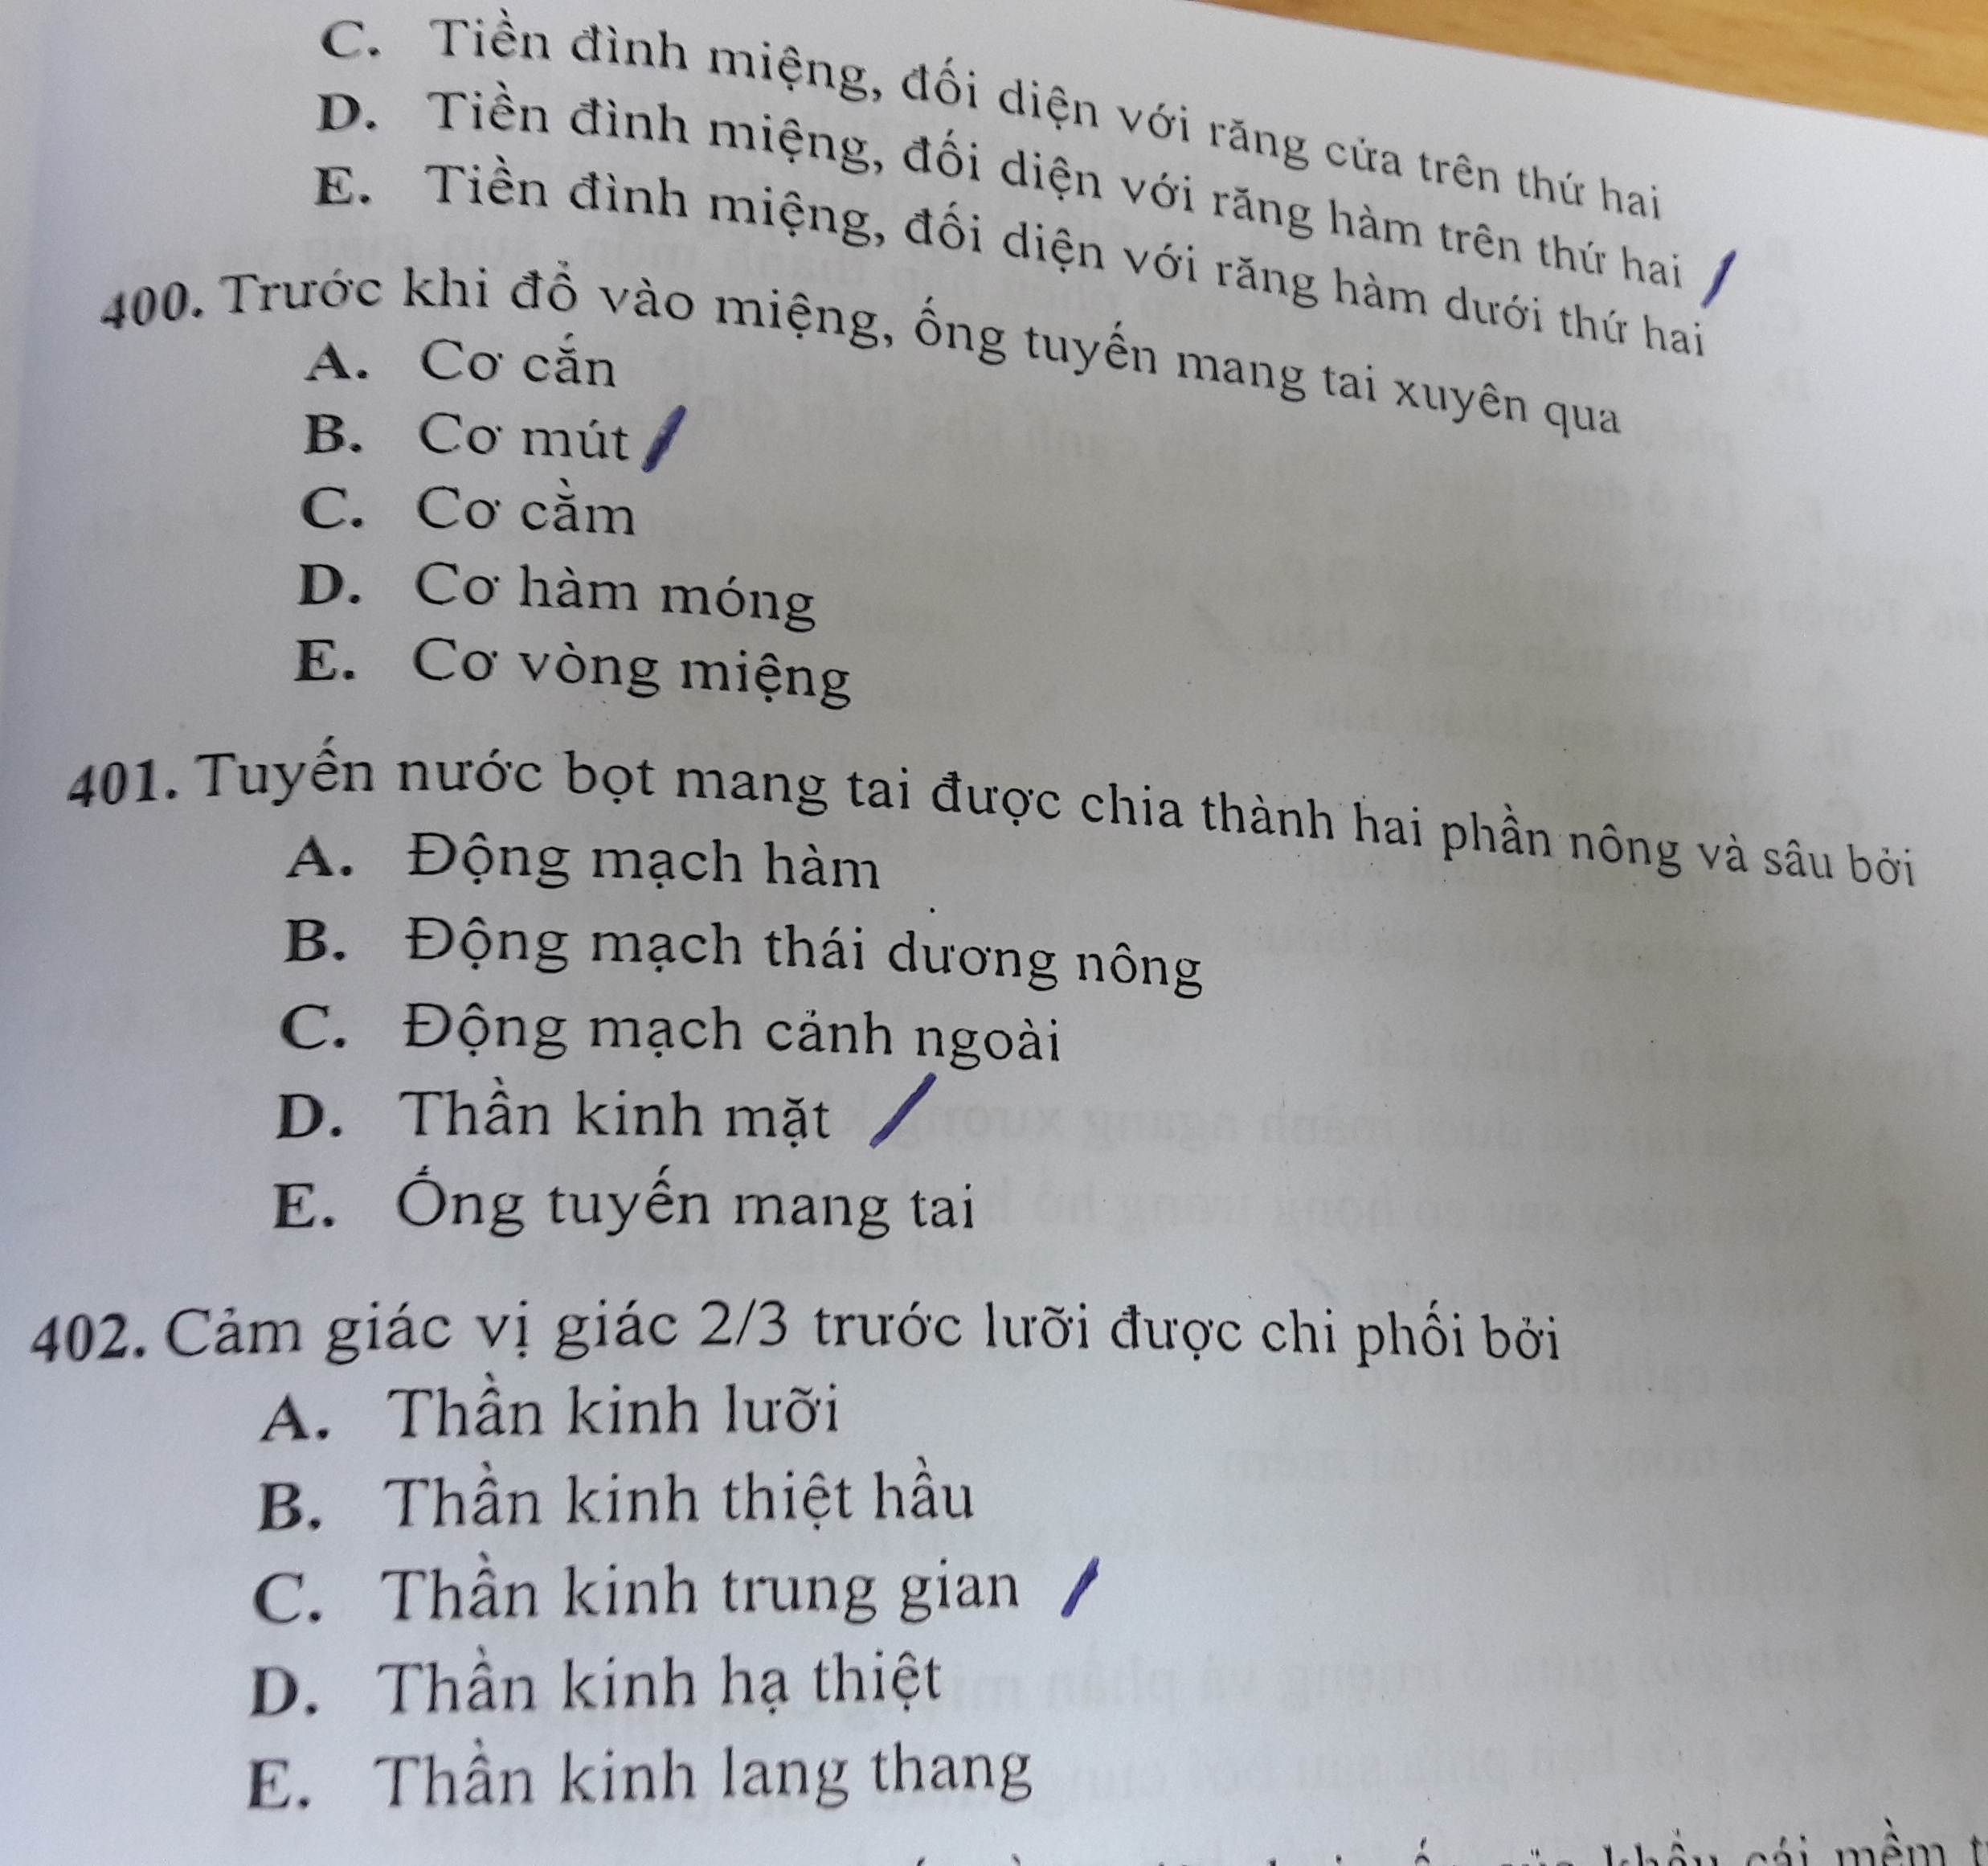 C. Tiền đình miệng, đối diện với răng cửa trên thứ hai
D. Tiền đình miệng, đối diện với răng hàm trên thứ hai
E. Tiền đình miệng, đối diện với răng hàm dưới thứ hai
400. Trước khi đổ vào miệng, ống tuyến mang tai xuyên qua
A. Cơ cắn
B. Cơ mút
C. Cơ cằm
D. Cơ hàm móng
E. Cơ vòng miệng
401. Tuyến nước bọt mang tai được chia thành hai phần nông và sâu bởi
A. Động mạch hàm
B. Động mạch thái dương nông
C. Động mạch cảnh ngoài
D. Thần kinh mặt
E. Ống tuyến mang tai
402. Cảm giác vị giác 2/3 trước lưỡi được chi phối bởi
A. Thần kinh lưỡi
B. Thần kinh thiệt hầu
C. Thần kinh trung gian
D. Thần kinh hạ thiệt
E. Thần kinh lang thang
khẩu cái mềm